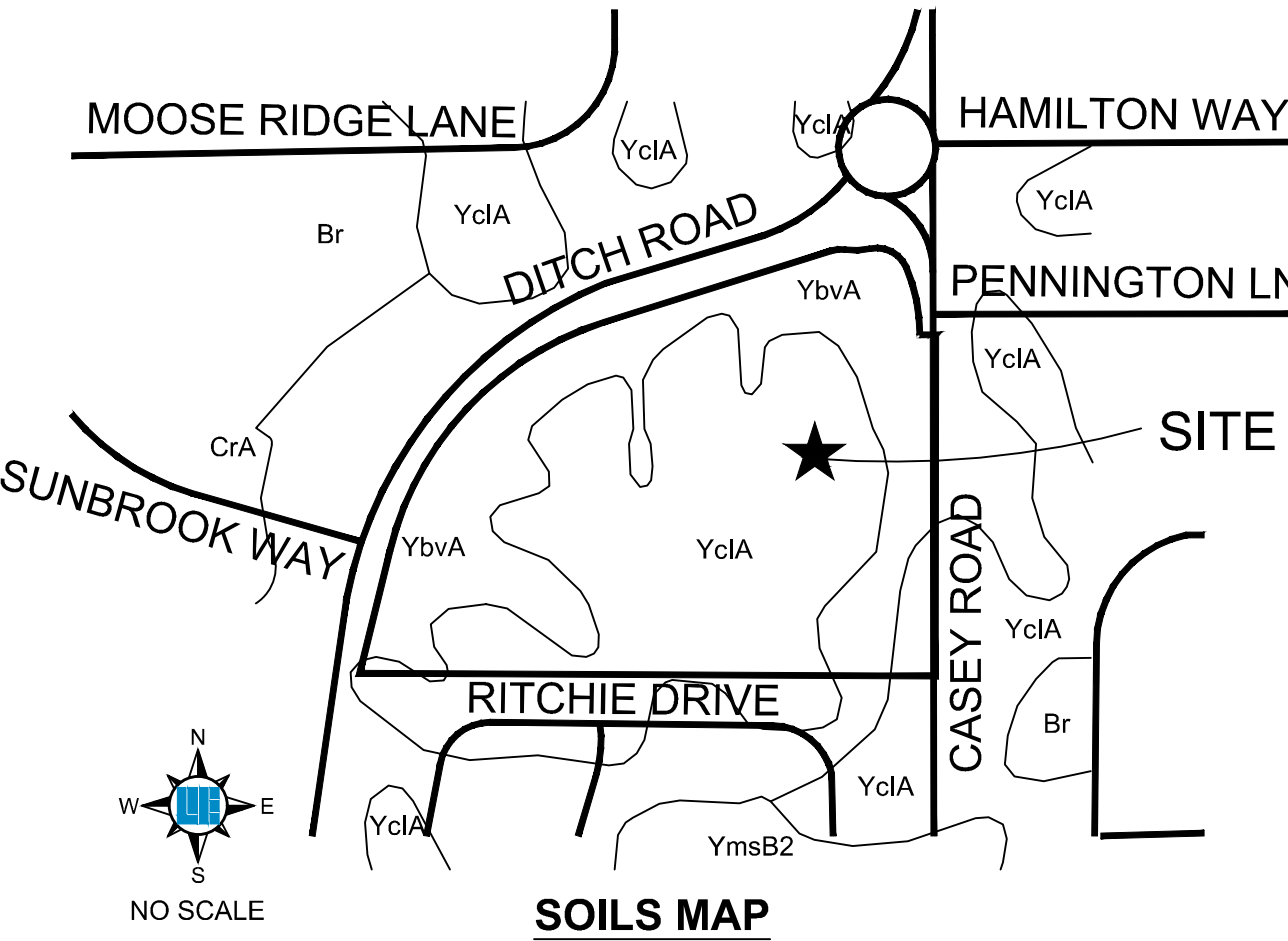 MOOSE RIDGE LANE
HAMILTON WAY
YclA
YclA
YclA
YclA
Br
DITCH ROAD
PENNINGTON LN
YbvA
YclA
CrA
SITE
SUNBROOK WAY
YbvA
YclA
CASEY ROAD
YclA
RITCHIE DRIVE
Br
N
W
E
S
NO SCALE
YclA
YclA
YmsB2
SOILS MAP